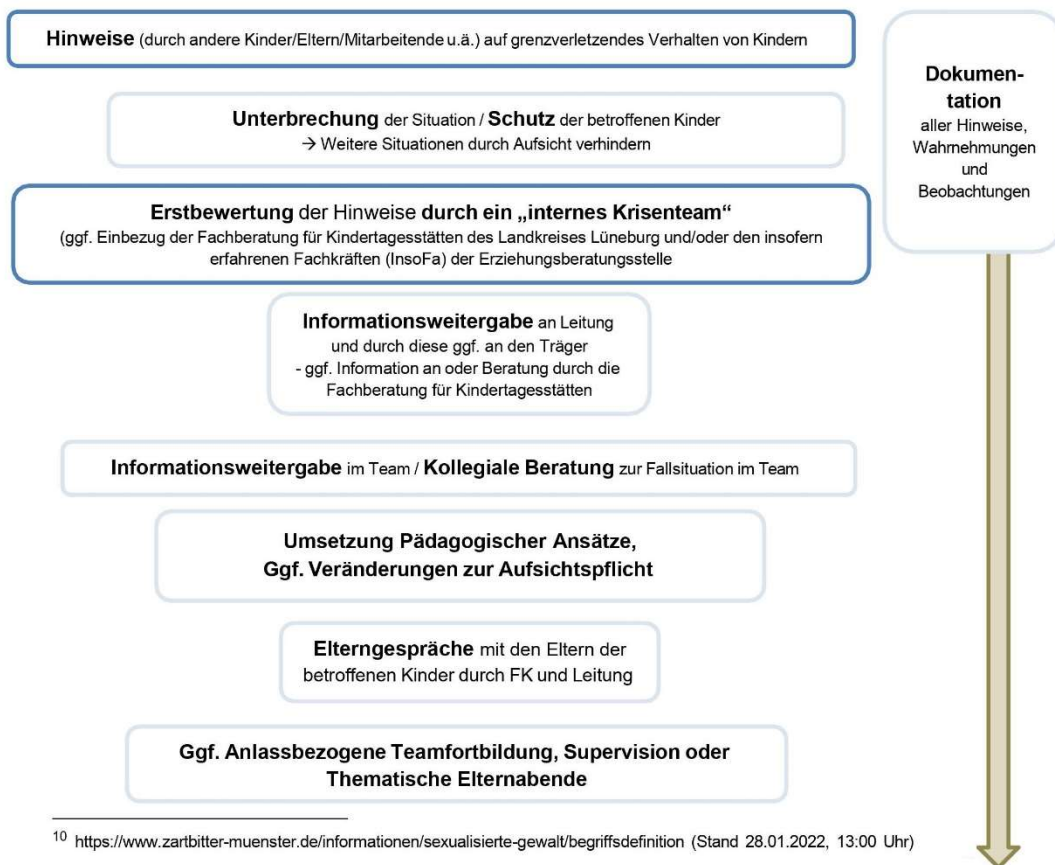 Hinweise (durch andere Kinder/Eltern/Mitarbeitende u.ä.) auf grenzverletzendes Verhalten von Kindern
Unterbrechung der Situation / Schutz der betroffenen Kinder
→ Weitere Situationen durch Aufsicht verhindern
Erstbewertung der Hinweise durch ein „internes Krisenteam“
(ggf. Einbezug der Fachberatung für Kindertagesstätten des Landkreises Lüneburg und/oder den insofern
erfahrenen Fachkräften (InsoFa) der Erziehungsberatungsstelle
Informationsweitergabe an Leitung
und durch diese ggf. an den Träger
- ggf. Information an oder Beratung durch die
Fachberatung für Kindertagesstätten
Informationsweitergabe im Team / Kollegiale Beratung zur Fallsituation im Team
Umsetzung Pädagogischer Ansätze,
Ggf. Veränderungen zur Aufsichtspflicht
Elterngespräche mit den Eltern der
betroffenen Kinder durch FK und Leitung
Ggf. Anlassbezogene Teamfortbildung, Supervision oder
Thematische Elternabende
Dokumen-
tation
aller Hinweise,
Wahrnehmungen
und
Beobachtungen
10 https://www.zartbitter-muenster.de/informationen/sexualisierte-gewalt/begriffsdefinition (Stand 28.01.2022, 13:00 Uhr)